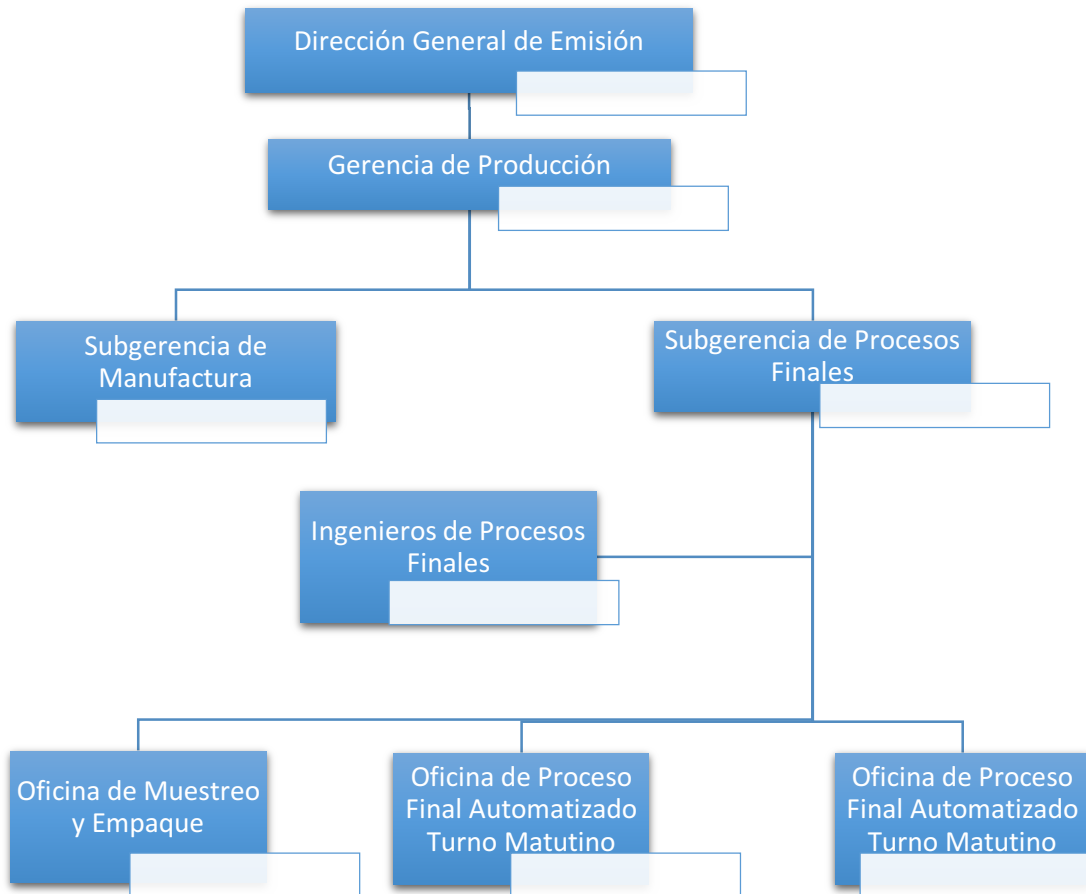 Dirección General de Emisión
Gerencia de Producción
Subgerencia de
Manufactura
Subgerencia de Procesos
Finales
Ingenieros de Procesos
Finales
Oficina de Muestreo
y Empaque
Oficina de Proceso
Final Automatizado
Turno Matutino
Oficina de Proceso
Final Automatizado
Turno Matutino